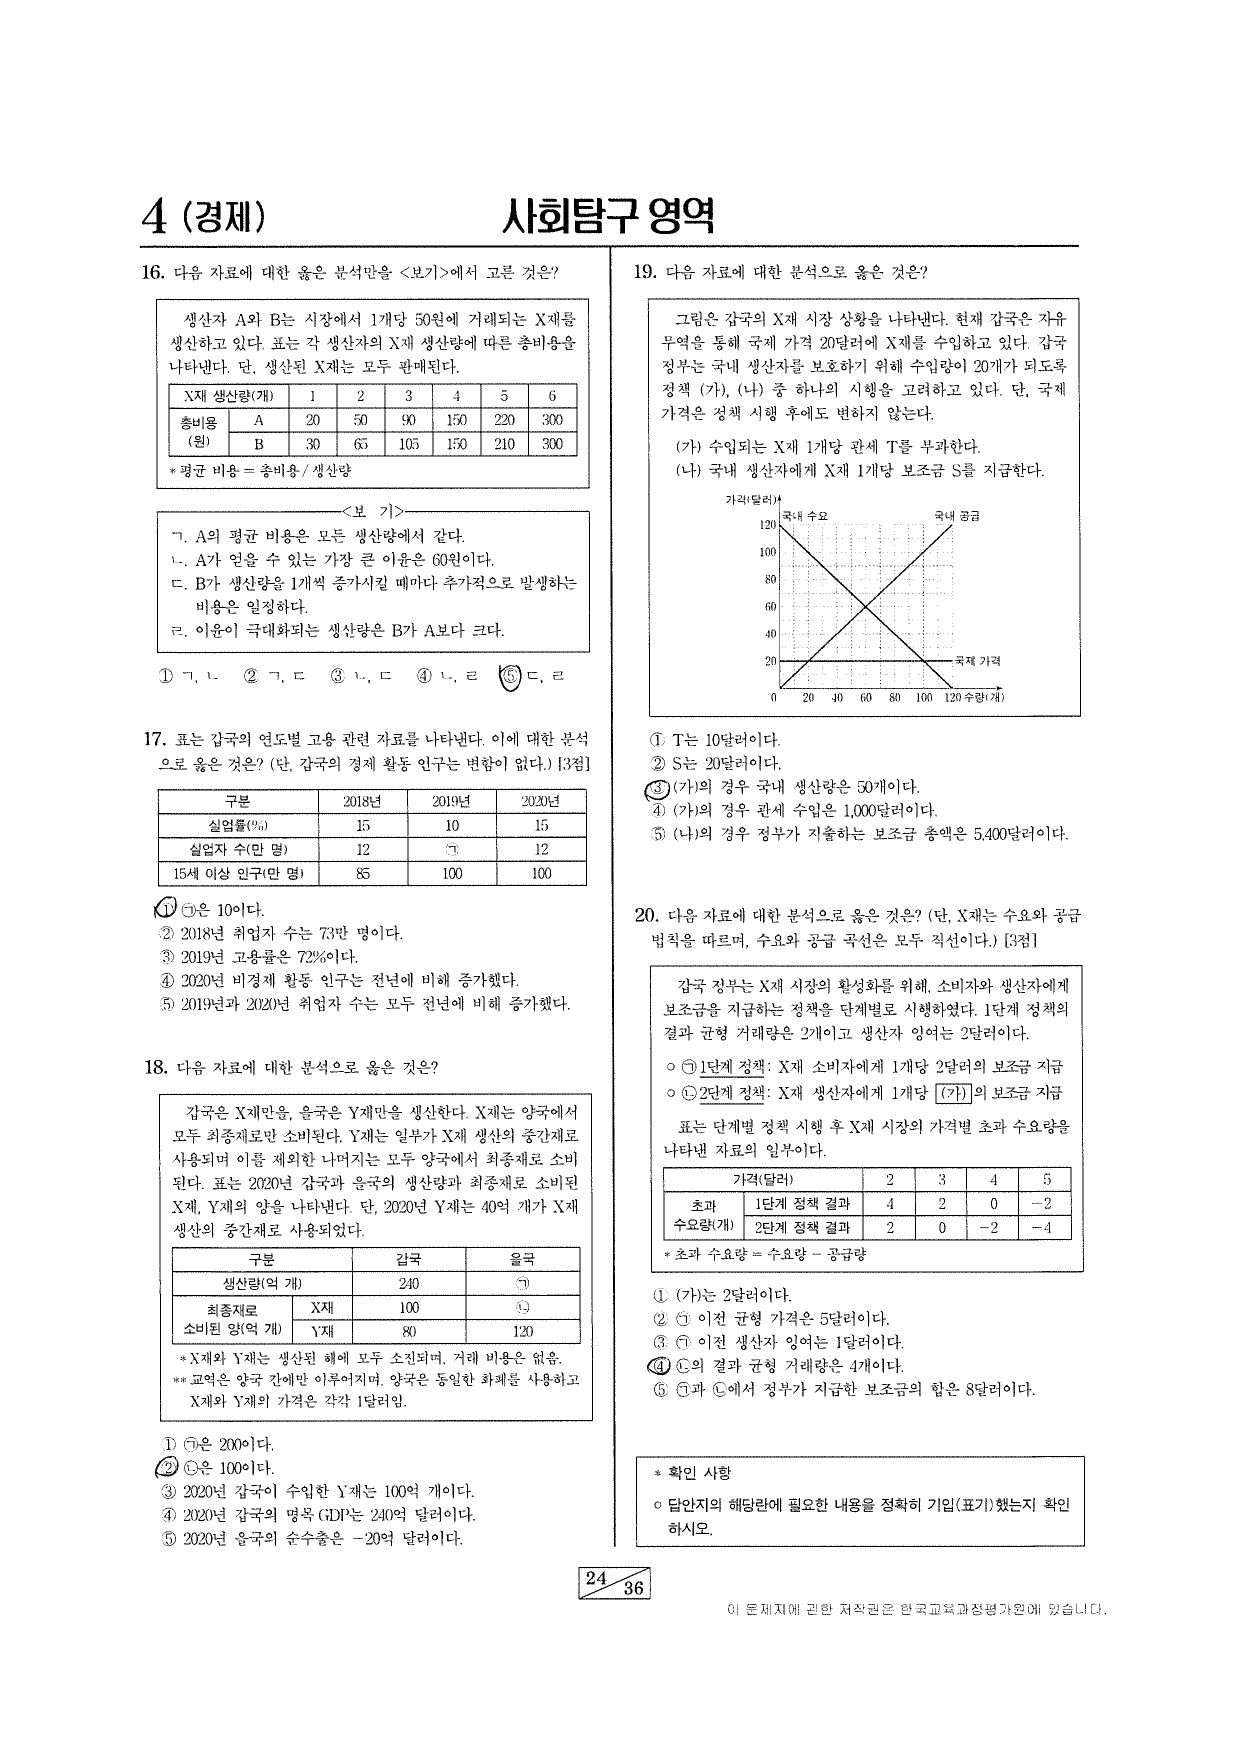 4 (경제)
사회탐구 영역
16. 다음 자료에 대한 옳은 분석만을 <보기>에서 고른 것은?
생산자 A와 B는 시장에서 1개당 50원에 거래되는 X재를
생산하고 있다. 표는 각 생산자의 X재 생산량에 따른 총비용을
나타낸다. 단, 생산된 X재는 모두 판매된다.
X재 생산량(개) 1 2 3 4 5 6
총비용 (원) A 20 50 90 150 220 300
B 30 65 105 150 210 300
* 평균 비용 = 총비용 / 생산량
<보 기>
ㄱ. A의 평균 비용은 모든 생산량에서 같다.
ㄴ. A가 얻을 수 있는 가장 큰 이윤은 60원이다.
ㄷ. B가 생산량을 1개씩 증가시킬 때마다 추가적으로 발생하는
비용은 일정하다.
ㄹ. 이윤이 극대화되는 생산량은 B가 A보다 크다.
① ㄱ, ㄴ ② ㄱ, ㄷ ③ ㄴ, ㄷ ④ ㄴ, ㄹ ⑤ ㄷ, ㄹ
17. 표는 갑국의 연도별 고용 관련 자료를 나타낸다. 이에 대한 분석
으로 옳은 것은? (단, 갑국의 경제 활동 인구는 변함이 없다.) [3점]
구분 2018년 2019년 2020년
실업률(%) 15 10 15
실업자 수(만 명) 12 ㉠ 12
15세 이상 인구(만 명) 85 100 100
① ㉠은 10이다.
② 2018년 취업자 수는 73만 명이다.
③ 2019년 고용률은 72%이다.
④ 2020년 비경제 활동 인구는 전년에 비해 증가했다.
⑤ 2019년과 2020년 취업자 수는 모두 전년에 비해 증가했다.
18. 다음 자료에 대한 분석으로 옳은 것은?
갑국은 X재만을, 을국은 Y재만을 생산한다. X재는 양국에서
모두 최종재로만 소비된다. Y재는 일부가 X재 생산의 중간재로
사용되며 이를 제외한 나머지는 모두 양국에서 최종재로 소비
된다. 표는 2020년 갑국과 을국의 생산량과 최종재로 소비된
X재, Y재의 양을 나타낸다. 단, 2020년 Y재는 40억 개가 X재
생산의 중간재로 사용되었다.
구분 갑국 을국
생산량(억 개) 240 ㉠
최종재로 소비된 양(억 개) X재 100 ㉡
Y재 80 120
* X재와 Y재는 생산된 해에 모두 소진되며, 거래 비용은 없음.
** 교역은 양국 간에만 이루어지며, 양국은 동일한 화폐를 사용하고
X재와 Y재의 가격은 각각 1달러임.
① ㉠은 200이다.
② ㉡은 100이다.
③ 2020년 갑국이 수입한 Y재는 100억 개이다.
④ 2020년 갑국의 명목 GDP는 240억 달러이다.
⑤ 2020년 을국의 순수출은 -20억 달러이다.
19. 다음 자료에 대한 분석으로 옳은 것은?
그림은 갑국의 X재 시장 상황을 나타낸다. 현재 갑국은 자유
무역을 통해 국제 가격 20달러에 X재를 수입하고 있다. 갑국
정부는 국내 생산자를 보호하기 위해 수입량이 20개가 되도록
정책 (가), (나) 중 하나의 시행을 고려하고 있다. 단, 국제
가격은 정책 시행 후에도 변하지 않는다.
(가) 수입되는 X재 1개당 관세 T를 부과한다.
(나) 국내 생산자에게 X재 1개당 보조금 S를 지급한다.
가격(달러)
국내 수요 국내 공급
120
100
80
60
40
20 국제 가격
0 20 40 60 80 100 120 수량(개)
① T는 10달러이다.
② S는 20달러이다.
③ (가)의 경우 국내 생산량은 50개이다.
④ (가)의 경우 관세 수입은 1,000달러이다.
⑤ (나)의 경우 정부가 지출하는 보조금 총액은 5,400달러이다.
20. 다음 자료에 대한 분석으로 옳은 것은? (단, X재는 수요와 공급
법칙을 따르며, 수요와 공급 곡선은 모두 직선이다.) [3점]
갑국 정부는 X재 시장의 활성화를 위해, 소비자와 생산자에게
보조금을 지급하는 정책을 단계별로 시행하였다. 1단계 정책의
결과 균형 거래량은 2개이고 생산자 잉여는 2달러이다.
○ ㉠ 1단계 정책: X재 소비자에게 1개당 2달러의 보조금 지급
○ ㉡ 2단계 정책: X재 생산자에게 1개당 (가) 의 보조금 지급
표는 단계별 정책 시행 후 X재 시장의 가격별 초과 수요량을
나타낸 자료의 일부이다.
가격(달러) 2 3 4 5
초과 수요량(개) 1단계 정책 결과 4 2 0 -2
2단계 정책 결과 2 0 -2 -4
* 초과 수요량 = 수요량 - 공급량
① (가)는 2달러이다.
② ㉠ 이전 균형 가격은 5달러이다.
③ ㉠ 이전 생산자 잉여는 1달러이다.
④ ㉡의 결과 균형 거래량은 4개이다.
⑤ ㉠과 ㉡에서 정부가 지급한 보조금의 합은 8달러이다.
* 확인 사항
○ 답안지의 해당란에 필요한 내용을 정확히 기입(표기)했는지 확인
하시오.
24 36
이 문제지에 관한 저작권은 한국교육과정평가원에 있습니다.